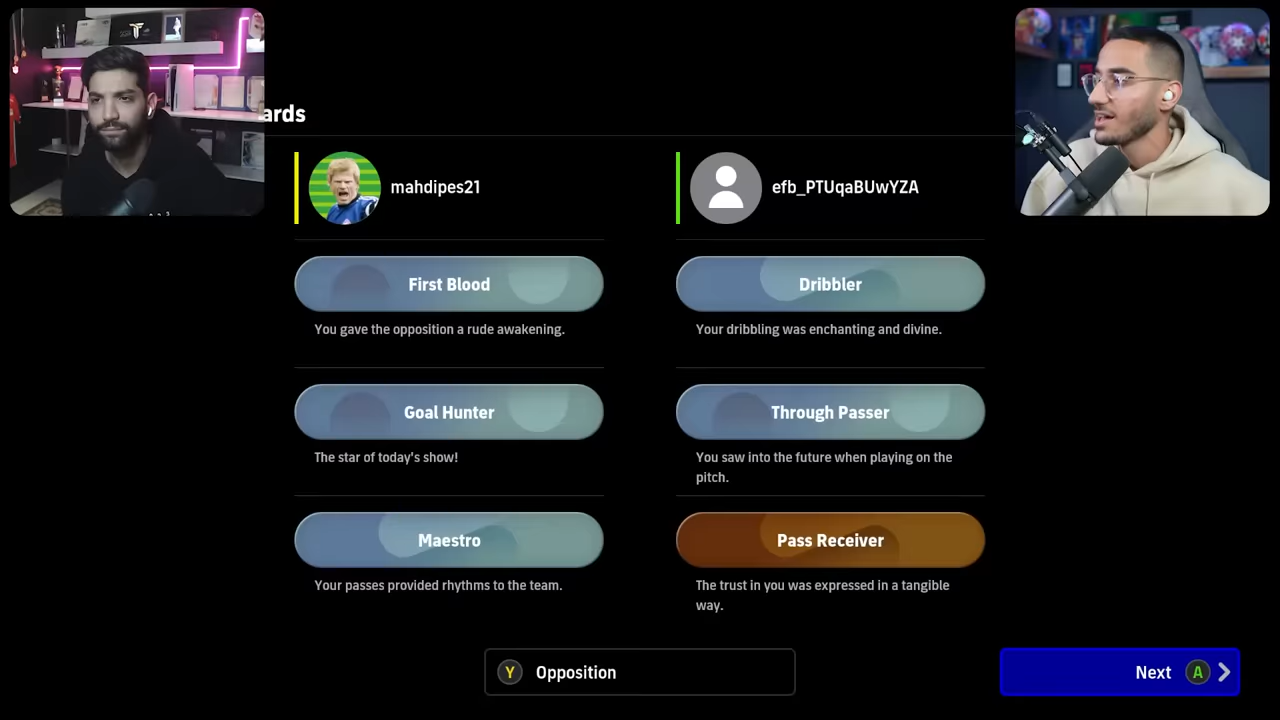 ards
mahdipes21
efb_PTUqaBUwYZA
First Blood
Dribbler
You gave the opposition a rude awakening.
Your dribbling was enchanting and divine.
Goal Hunter
Through Passer
The star of today's show!
You saw into the future when playing on the
pitch.
Maestro
Pass Receiver
Your passes provided rhythms to the team.
The trust in you was expressed in a tangible
way.
Y Opposition
Next A